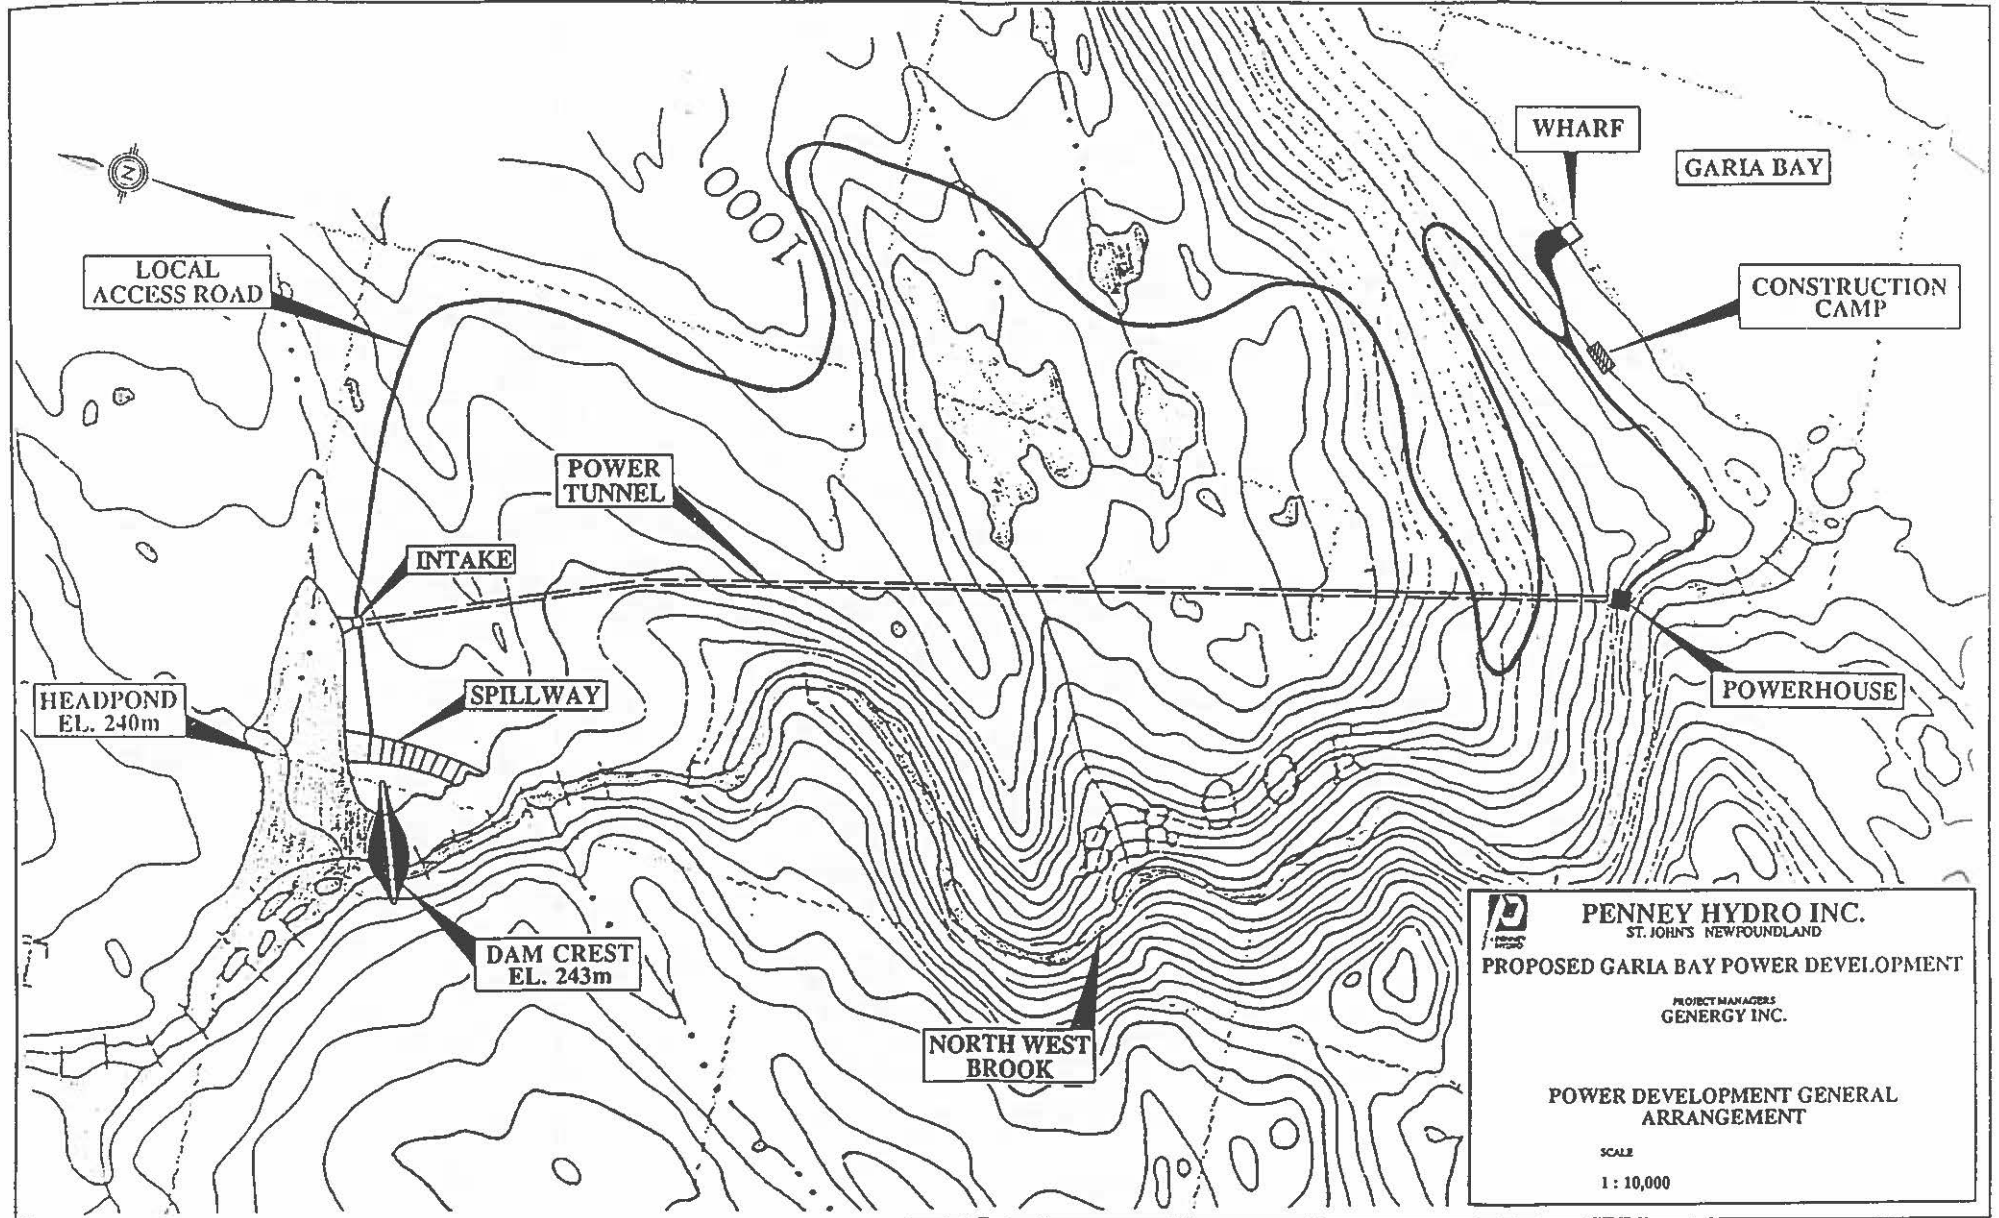 WHARF
GARIA BAY
N
1000
LOCAL
ACCESS ROAD
CONSTRUCTION
CAMP
POWER
TUNNEL
INTAKE
HEADPOND
EL. 240m
SPILLWAY
POWERHOUSE
DAM CREST
EL. 243m
NORTH WEST
BROOK
PENNEY
HYDRO
PENNEY HYDRO INC.
ST. JOHN'S NEWFOUNDLAND
PROPOSED GARIA BAY POWER DEVELOPMENT
PROJECT MANAGERS
GENERGY INC.
POWER DEVELOPMENT GENERAL
ARRANGEMENT
SCALE
1 : 10,000